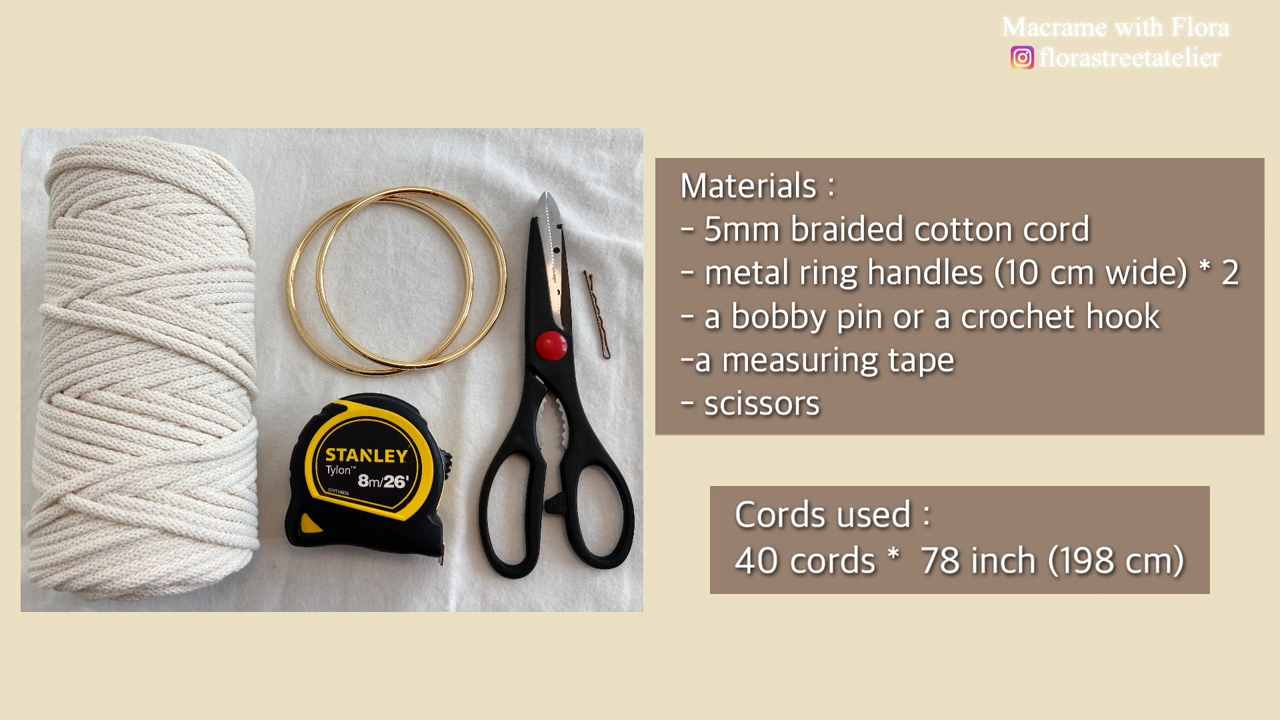 Macrame with Flora
florastreetatelier
Materials :
- 5mm braided cotton cord
- metal ring handles (10 cm wide) * 2
- a bobby pin or a crochet hook
-a measuring tape
- scissors
STANLEY
Tylon™
8m/26'
Cords used :
40 cords * 78 inch (198 cm)